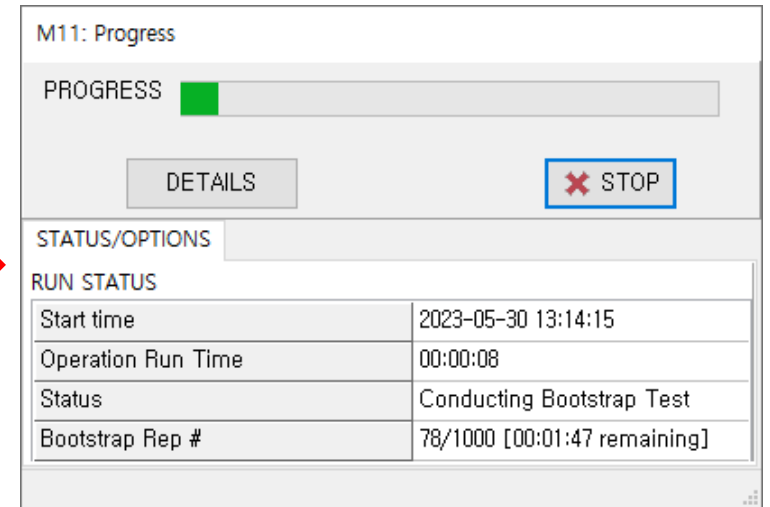 M11: Progress
PROGRESS
DETAILS STOP
STATUS/OPTIONS
RUN STATUS
Start time 2023-05-30 13:14:15
Operation Run Time 00:00:08
Status Conducting Bootstrap Test
Bootstrap Rep # 78/1000 [00:01:47 remaining]